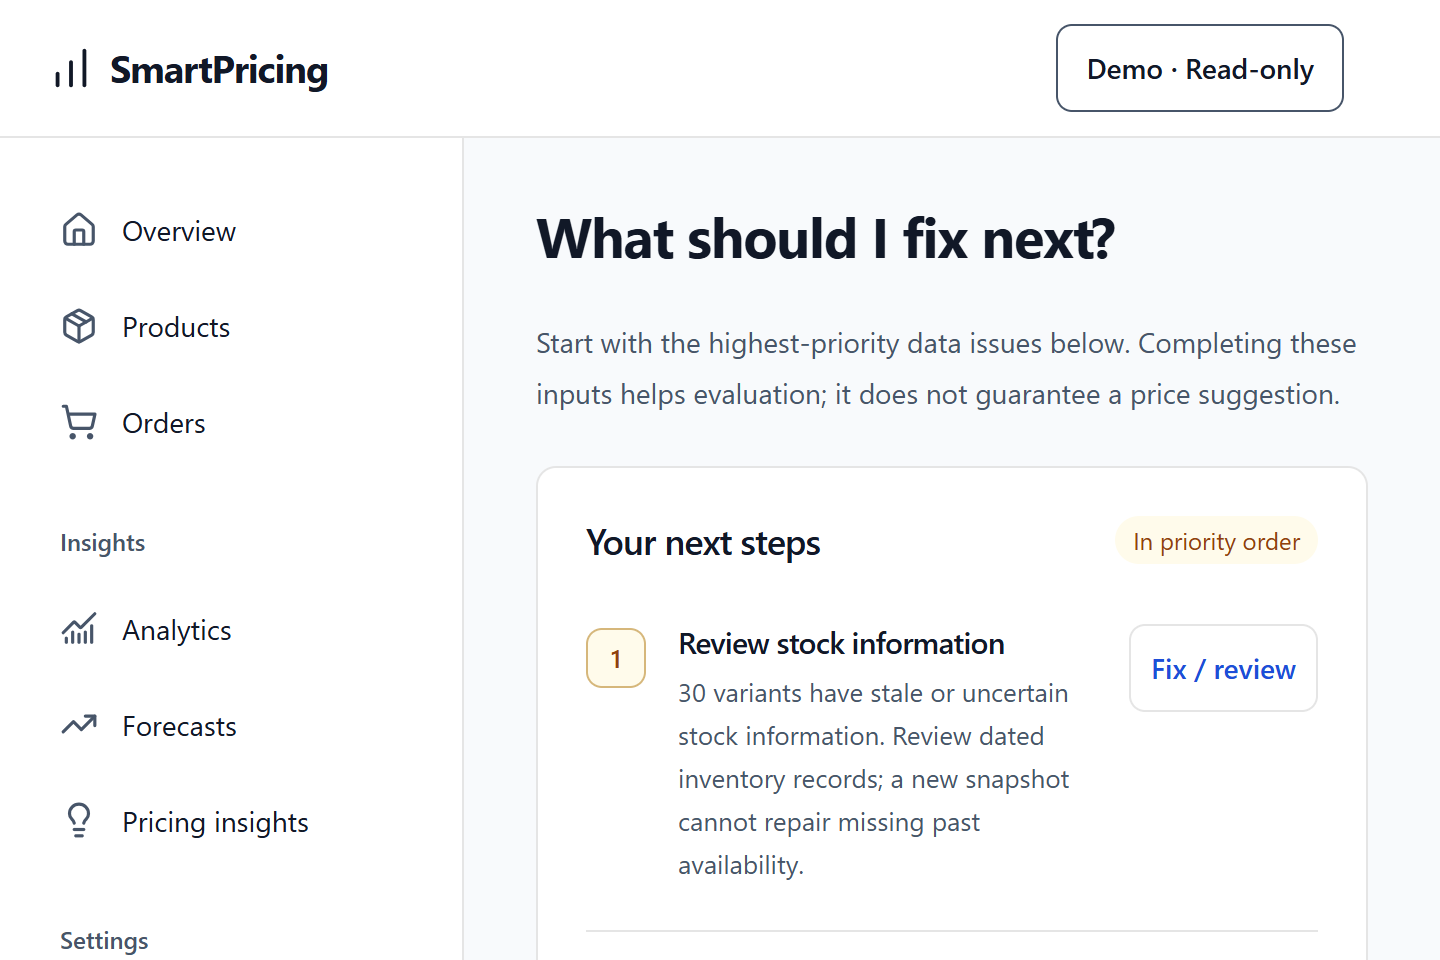 SmartPricing
Demo · Read-only
Overview
Products
Orders
Insights
Analytics
Forecasts
Pricing insights
Settings
What should I fix next?
Start with the highest-priority data issues below. Completing these
inputs helps evaluation; it does not guarantee a price suggestion.
Your next steps
In priority order
1
Review stock information
30 variants have stale or uncertain
stock information. Review dated
inventory records; a new snapshot
cannot repair missing past
availability.
Fix / review